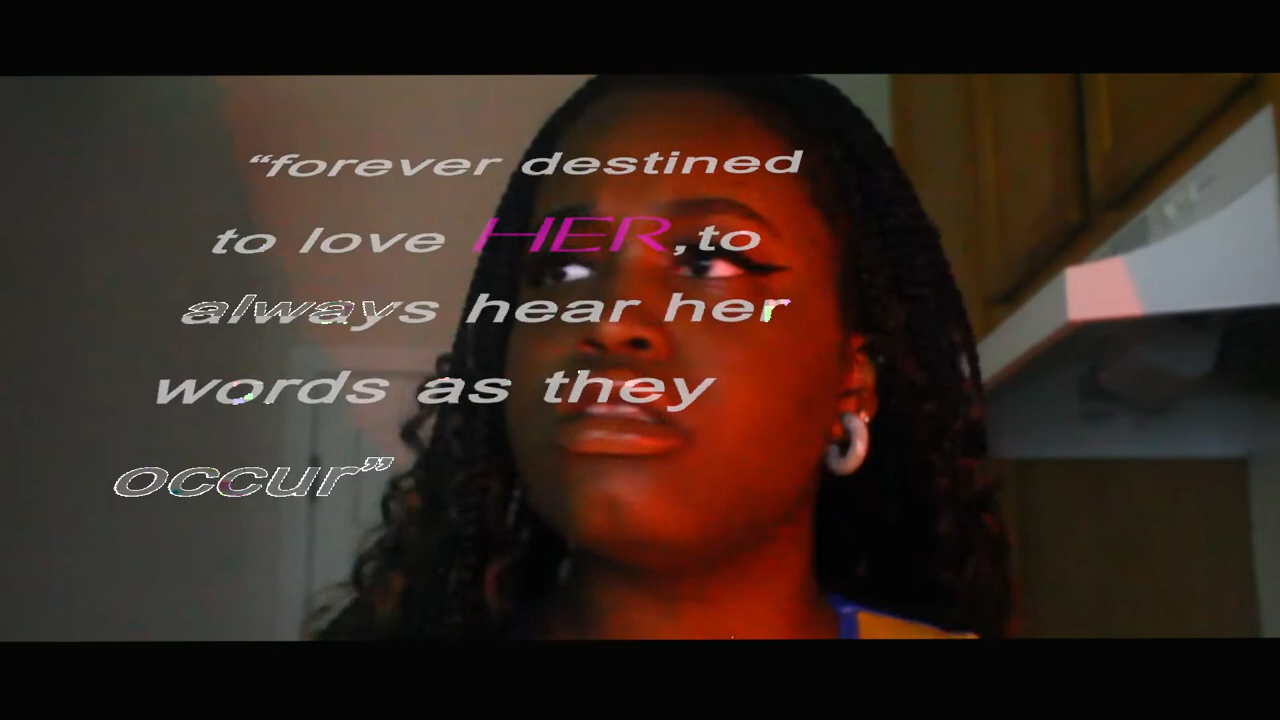 “forever destined
to love HER,to
always hear her
words as they
occur”